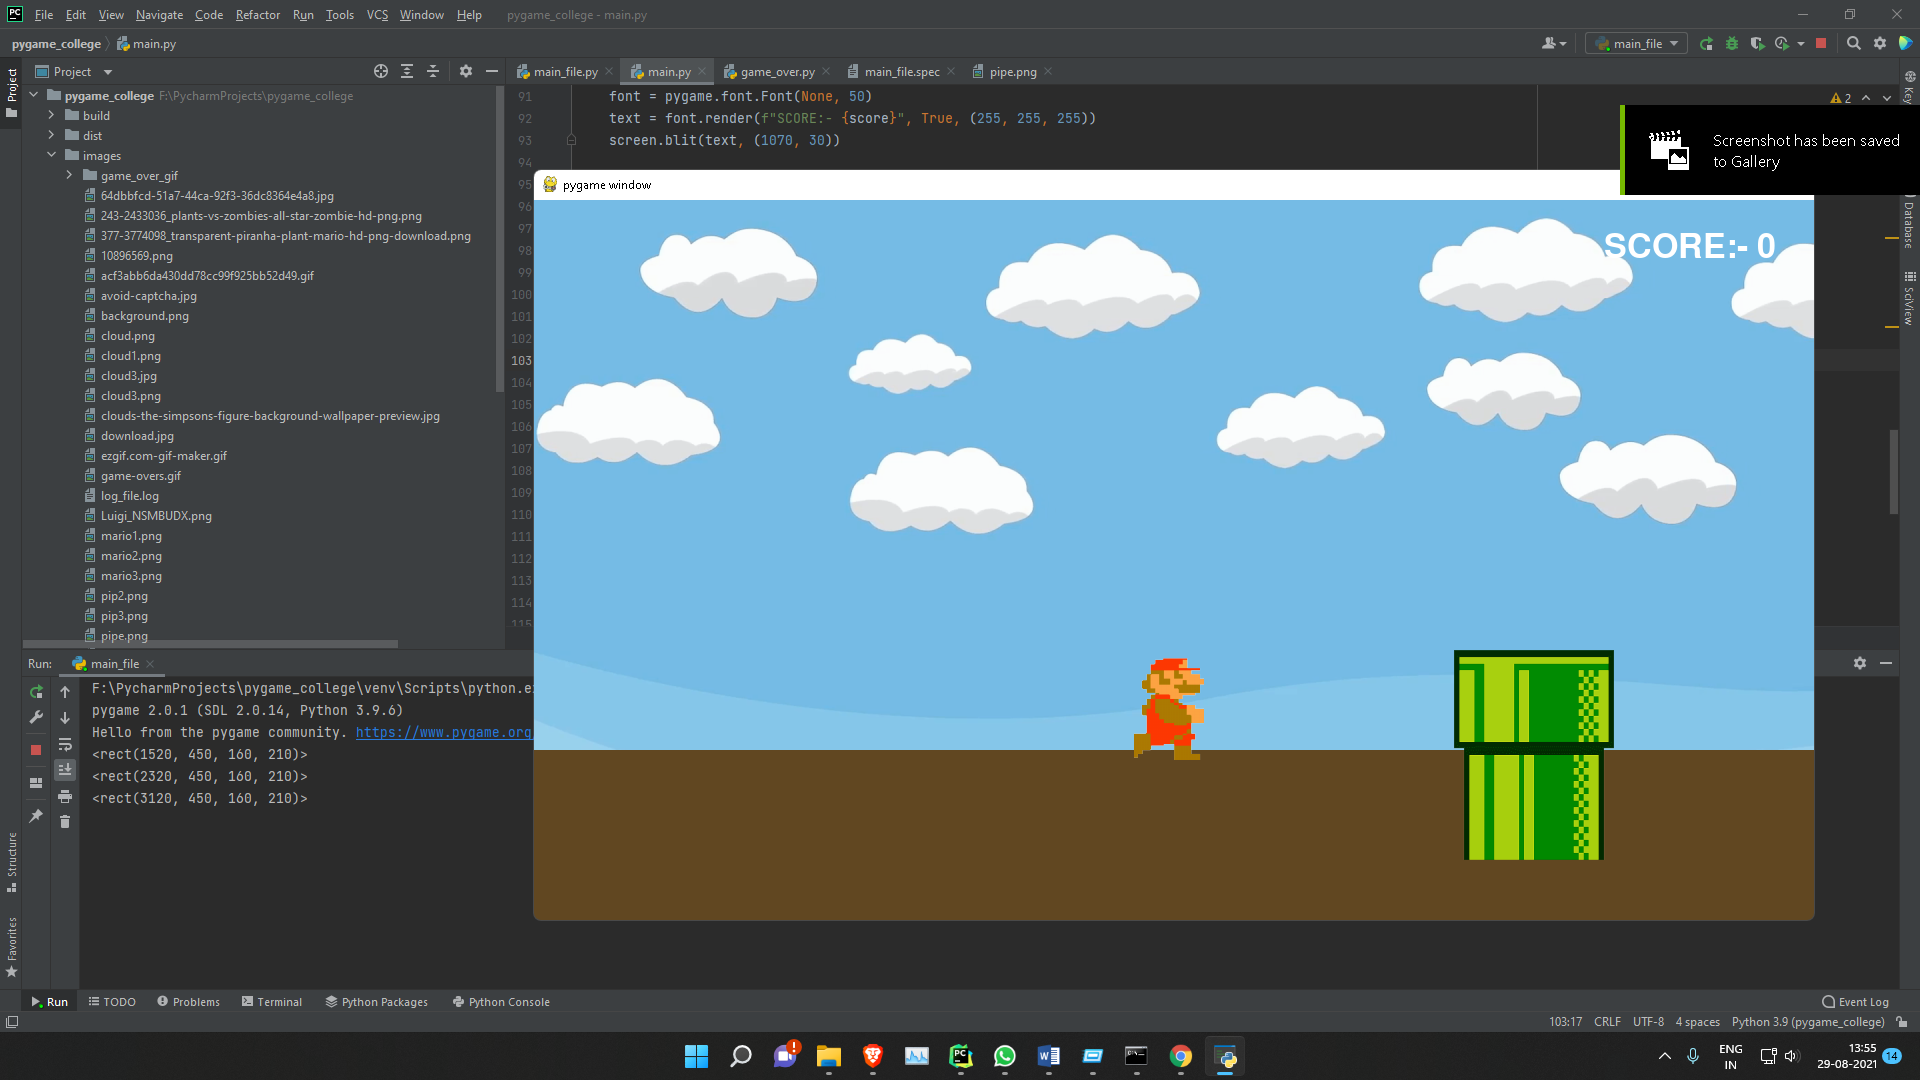 PC File Edit View Navigate Code Refactor Run Tools VCS Window Help pygame_college - main.py
pygame_college main.py main_file
Project
main_file.py main.py game_over.py main_file.spec pipe.png
pygame_college F:\PycharmProjects\pygame_college
build
dist
images
game_over_gif
64dbbfcd-51a7-44ca-92f3-36dc8364e4a8.jpg
243-2433036_plants-vs-zombies-all-star-zombie-hd-png.png
377-3774098_transparent-piranha-plant-mario-hd-png-download.png
10896569.png
acf3abb6da430dd78cc99f925bb52d49.gif
avoid-captcha.jpg
background.png
cloud.png
cloud1.png
cloud3.jpg
cloud3.png
clouds-the-simpsons-figure-background-wallpaper-preview.jpg
download.jpg
ezgif.com-gif-maker.gif
game-overs.gif
log_file.log
Luigi_NSMBUDX.png
mario1.png
mario2.png
mario3.png
pip2.png
pip3.png
pipe.png
91 font = pygame.font.Font(None, 50)
92 text = font.render(f"SCORE:- {score}", True, (255, 255, 255))
93 screen.blit(text, (1070, 30))
94
95
96
97
98
99
100
101
102
103
104
105
106
107
108
109
110
111
112
113
114
115
2
Screenshot has been saved
to Gallery
pygame window
SCORE:- 0
Project
Structure
Favorites
Key
Database
SciView
Run: main_file
F:\PycharmProjects\pygame_college\venv\Scripts\python.e
pygame 2.0.1 (SDL 2.0.14, Python 3.9.6)
Hello from the pygame community. https://www.pygame.org
<rect(1520, 450, 160, 210)>
<rect(2320, 450, 160, 210)>
<rect(3120, 450, 160, 210)>
Run TODO Problems Terminal Python Packages Python Console Event Log
103:17 CRLF UTF-8 4 spaces Python 3.9 (pygame_college)
ENG
IN
13:55
29-08-2021
14